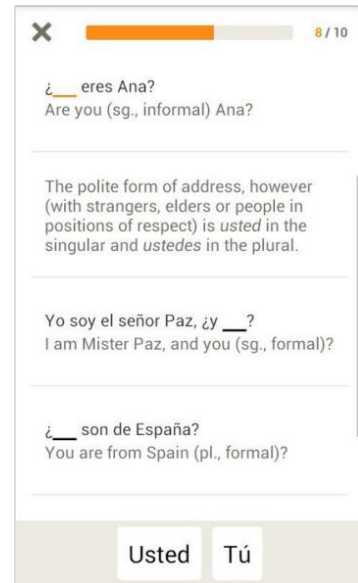 8 / 10
¿___ eres Ana?
Are you (sg., informal) Ana?
The polite form of address, however
(with strangers, elders or people in
positions of respect) is usted in the
singular and ustedes in the plural.
Yo soy el señor Paz, ¿y ___?
I am Mister Paz, and you (sg., formal)?
¿___ son de España?
You are from Spain (pl., formal)?
Usted Tú